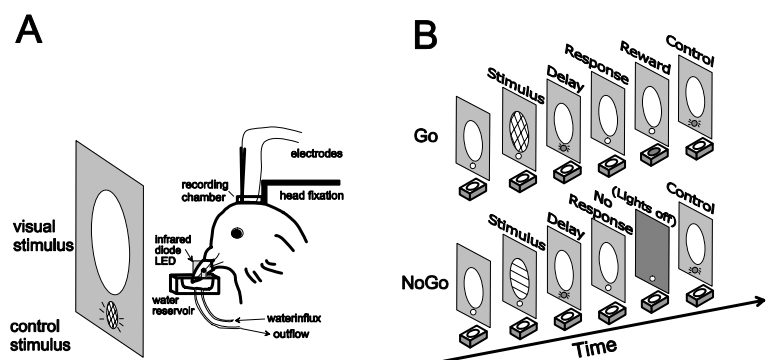 A
electrodes
recording
chamber
head fixation
visual
stimulus
infrared
diode
LED
water
reservoir
waterinflux
outflow
control
stimulus
B
Go
Stimulus
Delay
Response
Reward
Control
NoGo
Stimulus
Delay
No
Response
(Lights off)
Control
Time